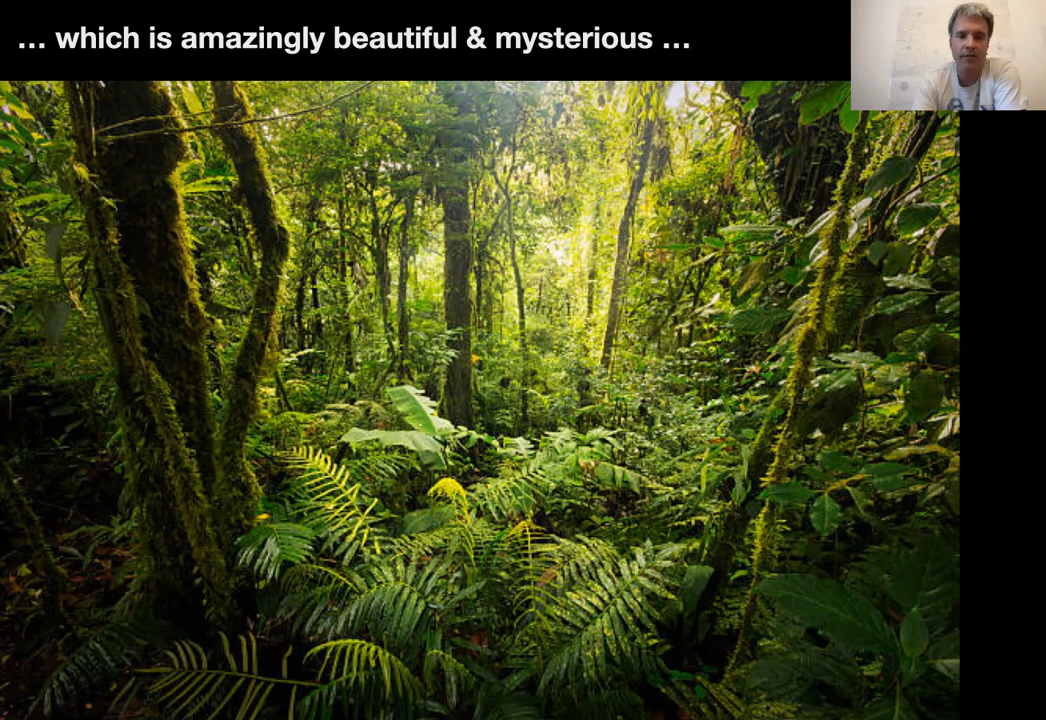 … which is amazingly beautiful & mysterious …